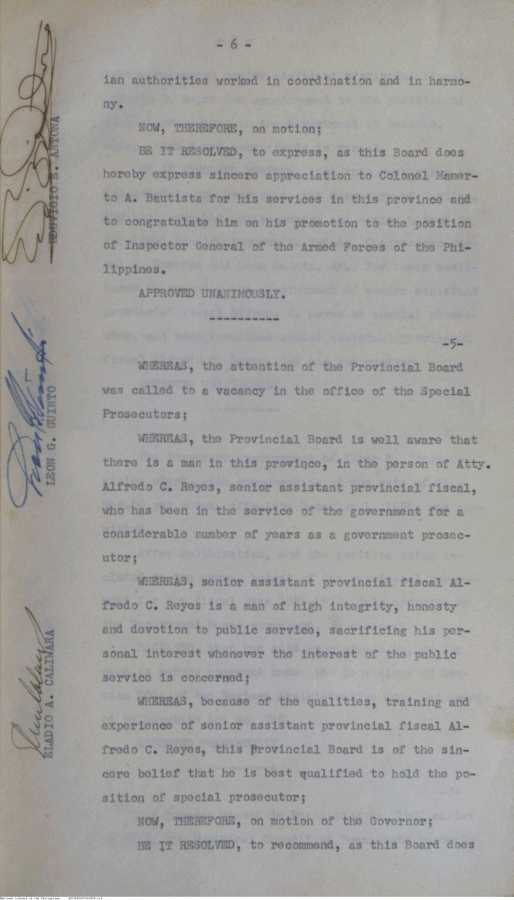 - 6 -
ian authorities worked in coordination and in harmo-
ny.
NOW, THEREFORE, on motion;
BE IT RESOLVED, to express, as this Board does
hereby express sincere appreciation to Colonel Mamer-
to A. Bautista for his services in this province and
to congratulate him on his promotion to the position
of Inspector General of the Armed Forces of the Phi-
lippines.
APPROVED UNANIMOUSLY.
----------
-5-
WHEREAS, the attention of the Provincial Board
was called to a vacancy in the office of the Special
Prosecutors;
WHEREAS, the Provincial Board is well aware that
there is a man in this province, in the person of Atty.
Alfredo C. Reyes, senior assistant provincial fiscal,
who has been in the service of the government for a
considerable number of years as a government prosec-
utor;
WHEREAS, senior assistant provincial fiscal Al-
fredo C. Reyes is a man of high integrity, honesty
and devotion to public service, sacrificing his per-
sonal interest whenever the interest of the public
service is concerned;
WHEREAS, because of the qualities, training and
experience of senior assistant provincial fiscal Al-
fredo C. Reyes, this Provincial Board is of the sin-
cere belief that he is best qualified to hold the po-
sition of special prosecutor;
NOW, THEREFORE, on motion of the Governor;
BE IT RESOLVED, to recommend, as this Board does
S. ANTONA
LEON G. GUINTO
ELADIO A. CALIWARA